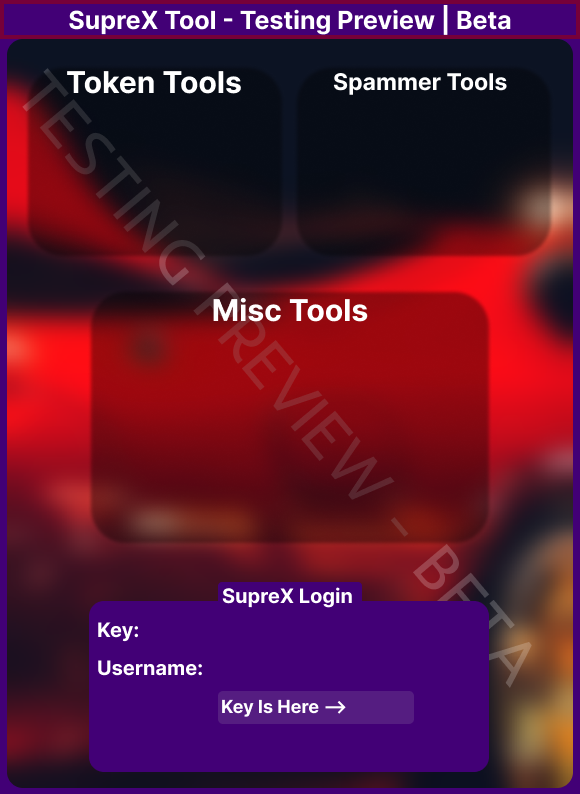 SupreX Tool - Testing Preview | Beta
Token Tools
Spammer Tools
TESTING PREVIEW - BETA
Misc Tools
SupreX Login
Key:
Username:
Key Is Here -->